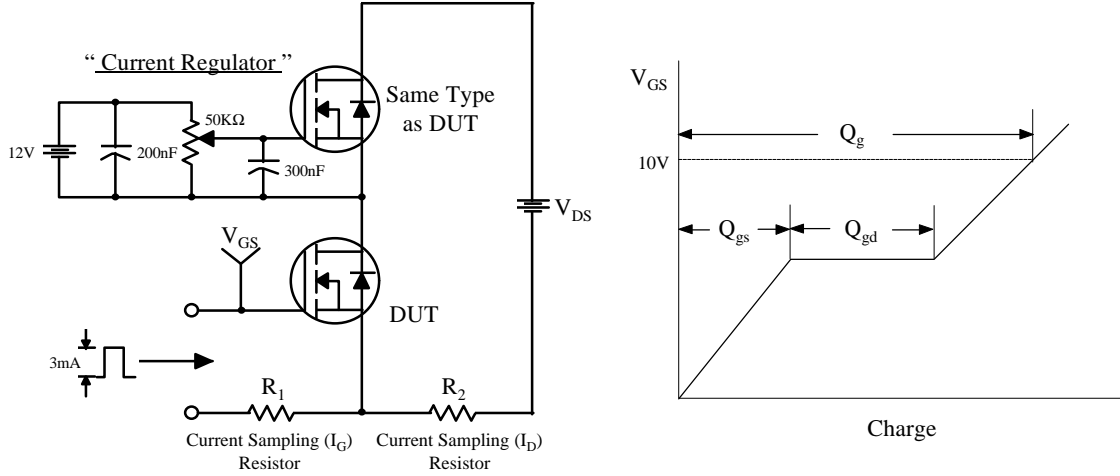 “ Current Regulator ”
50KΩ
12V
200nF
300nF
Same Type
as DUT
V_DS
V_GS
DUT
3mA
R_1
R_2
Current Sampling (I_G)
Resistor
Current Sampling (I_D)
Resistor
V_GS
Q_g
10V
Q_gs
Q_gd
Charge